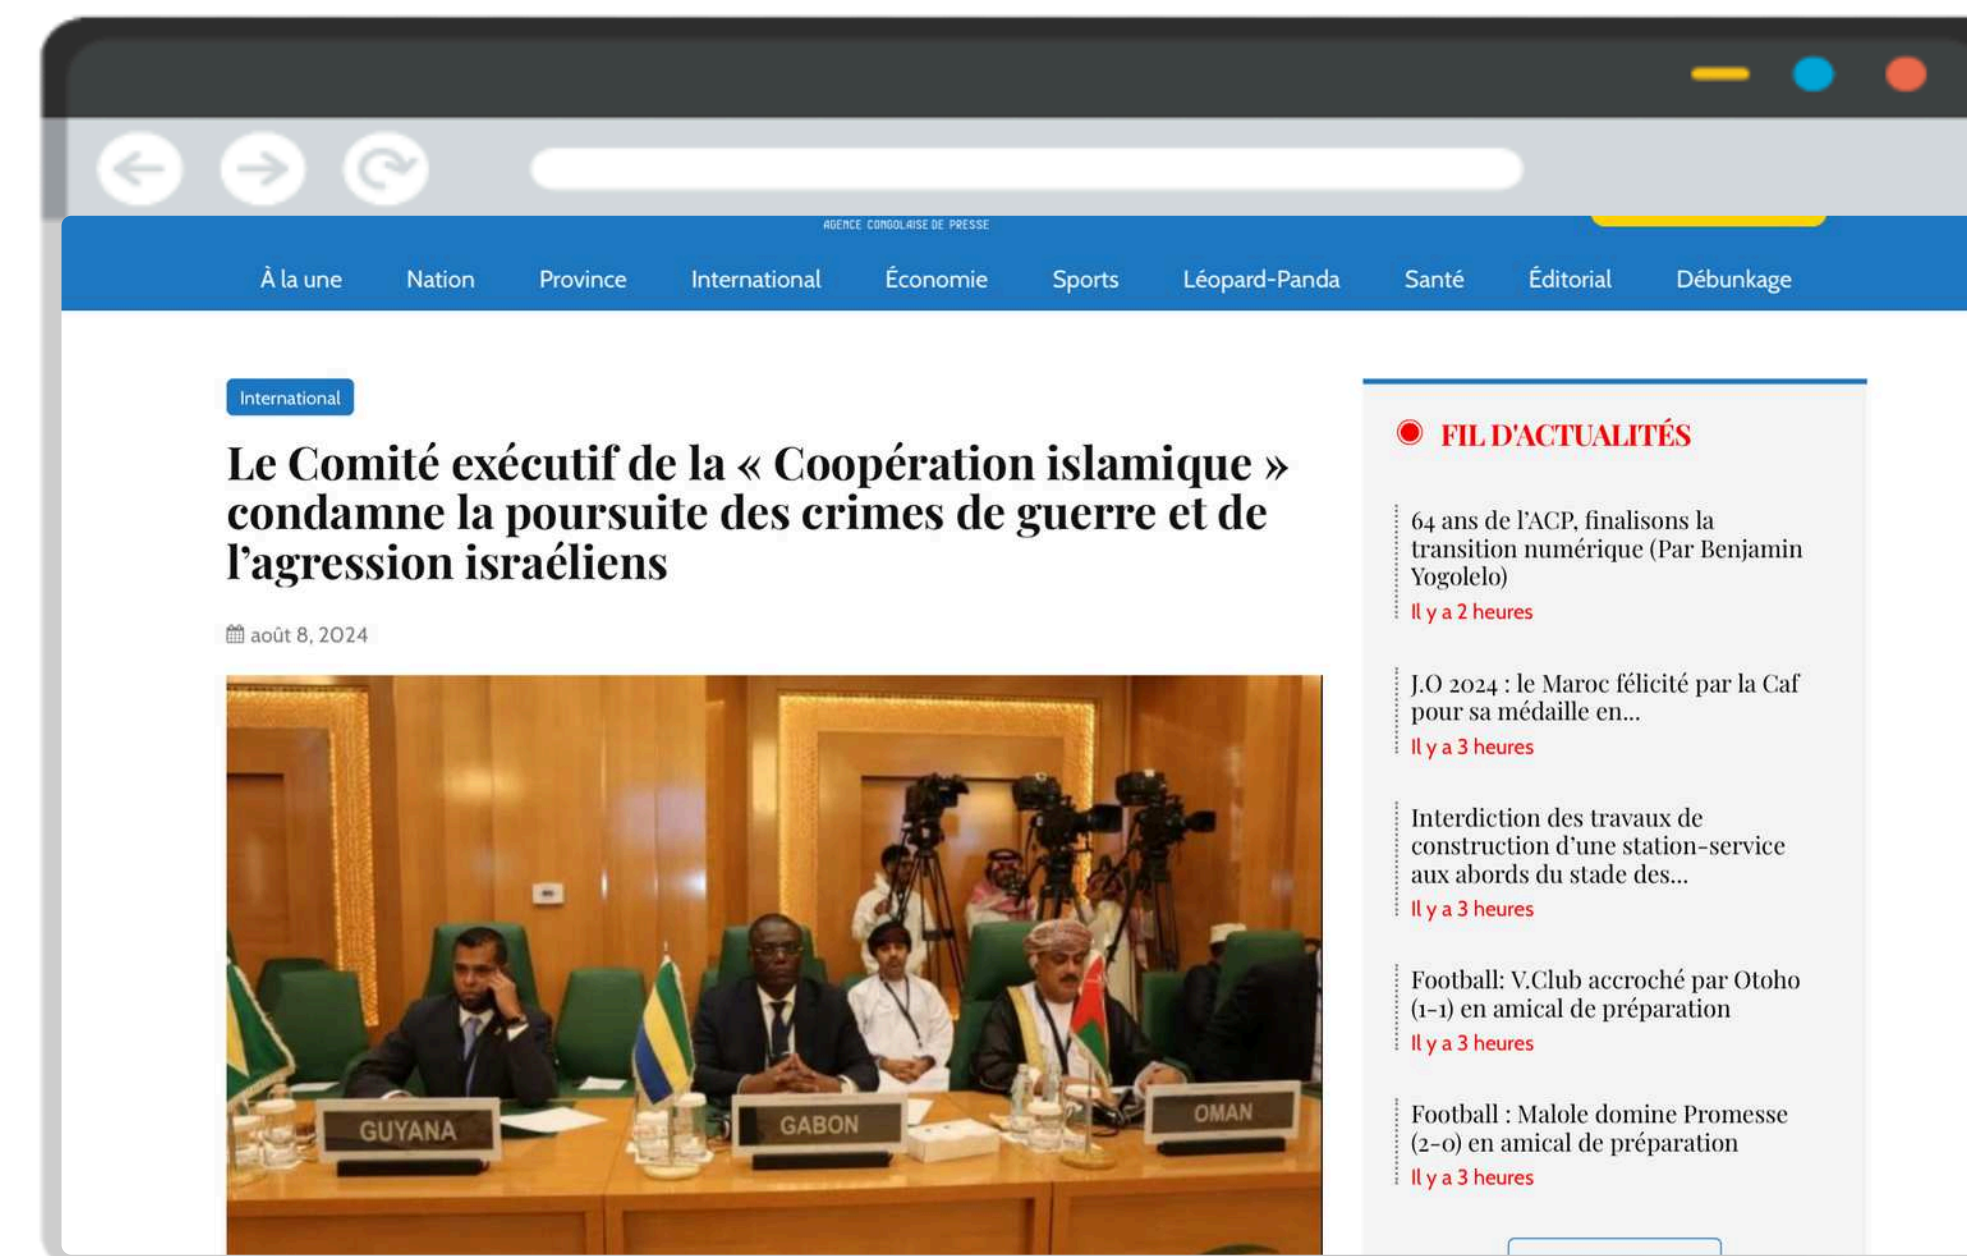 AGENCE CONGOLAISE DE PRESSE
À la une Nation Province International Économie Sports Léopard-Panda Santé Éditorial Débunkage
International
Le Comité exécutif de la « Coopération islamique »
condamne la poursuite des crimes de guerre et de
l’agression israéliens
août 8, 2024
GUYANA
GABON
OMAN
FIL D'ACTUALITÉS
64 ans de l’ACP, finalisons la
transition numérique (Par Benjamin
Yogolelo)
Il y a 2 heures
J.O 2024 : le Maroc félicité par la Caf
pour sa médaille en...
Il y a 3 heures
Interdiction des travaux de
construction d’une station-service
aux abords du stade des...
Il y a 3 heures
Football: V.Club accroché par Otoho
(1-1) en amical de préparation
Il y a 3 heures
Football : Malole domine Promesse
(2-0) en amical de préparation
Il y a 3 heures